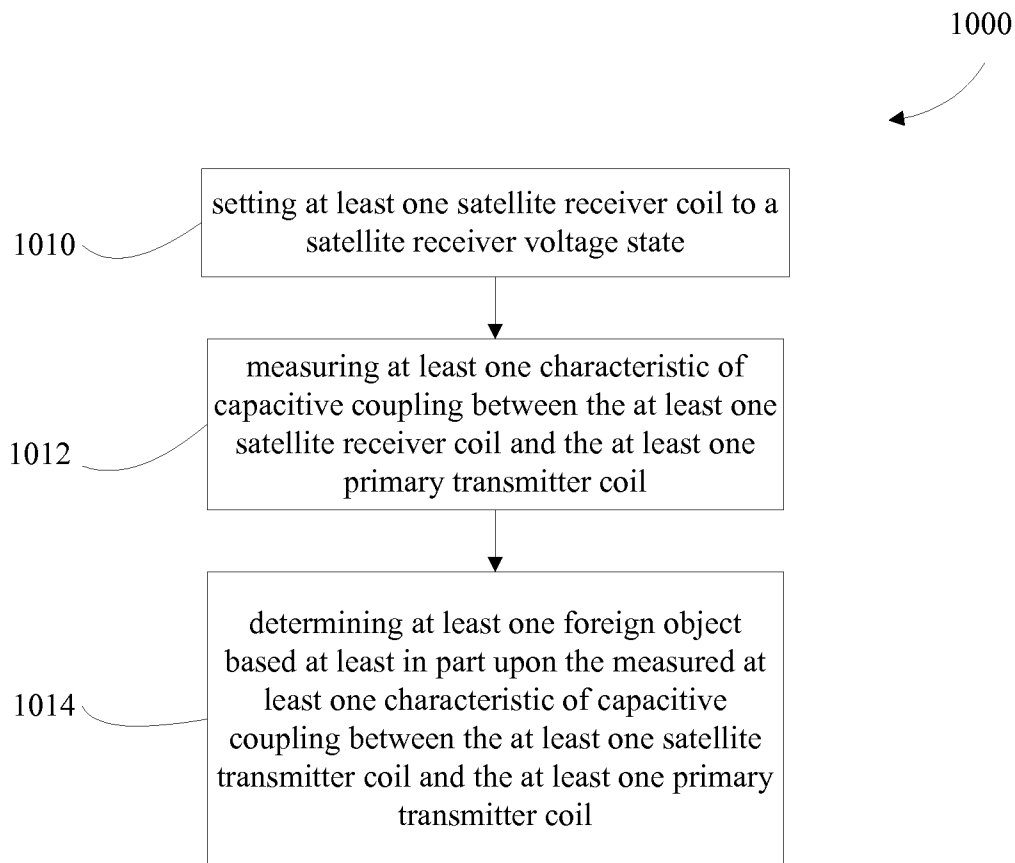 1000
setting at least one satellite receiver coil to a
satellite receiver voltage state
1010
measuring at least one characteristic of
capacitive coupling between the at least one
satellite receiver coil and the at least one
primary transmitter coil
1012
determining at least one foreign object
based at least in part upon the measured at
least one characteristic of capacitive
coupling between the at least one satellite
transmitter coil and the at least one primary
transmitter coil
1014